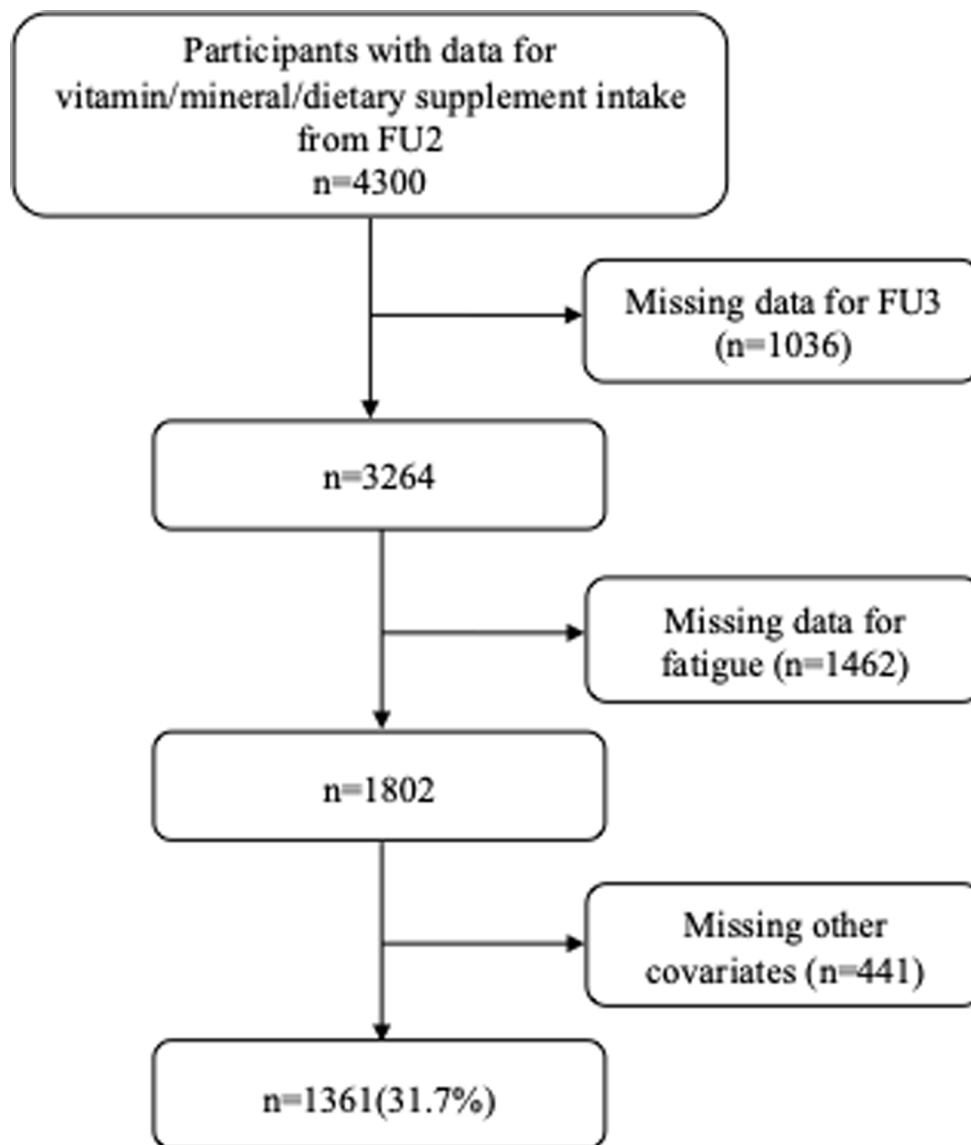 Participants with data for
vitamin/mineral/dietary supplement intake
from FU2
n=4300
Missing data for FU3
(n=1036)
n=3264
Missing data for
fatigue (n=1462)
n=1802
Missing other
covariates (n=441)
n=1361(31.7%)